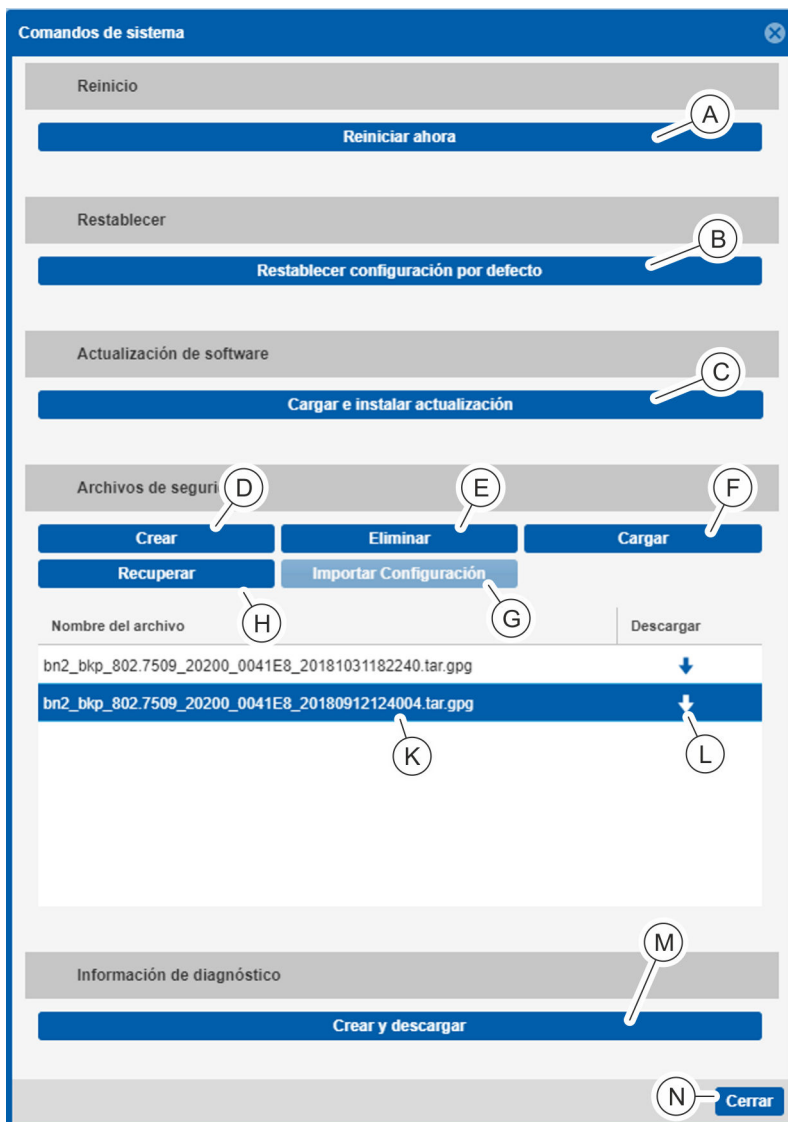 Comandos de sistema
Reinicio
A
Reiniciar ahora
Restablecer
B
Restablecer configuración por defecto
Actualización de software
C
Cargar e instalar actualización
Archivos de seguri
D
E
F
Crear Eliminar Cargar
Recuperar Importar Configuración
H
G
Nombre del archivo Descargar
bn2_bkp_802.7509_20200_0041E8_20181031182240.tar.gpg
bn2_bkp_802.7509_20200_0041E8_20180912124004.tar.gpg
K
L
M
Información de diagnóstico
Crear y descargar
N
Cerrar